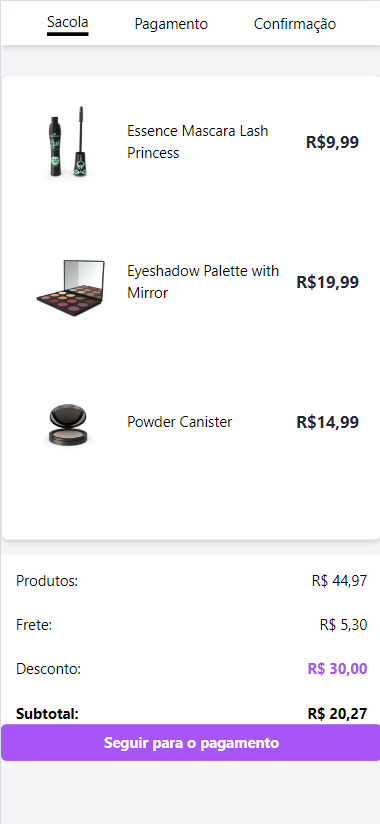 Sacola Pagamento Confirmação
Essence Mascara Lash
Princess
R$9,99
Eyeshadow Palette with
Mirror
R$19,99
Powder Canister
R$14,99
Produtos: R$ 44,97
Frete: R$ 5,30
Desconto: R$ 30,00
Subtotal: R$ 20,27
Seguir para o pagamento